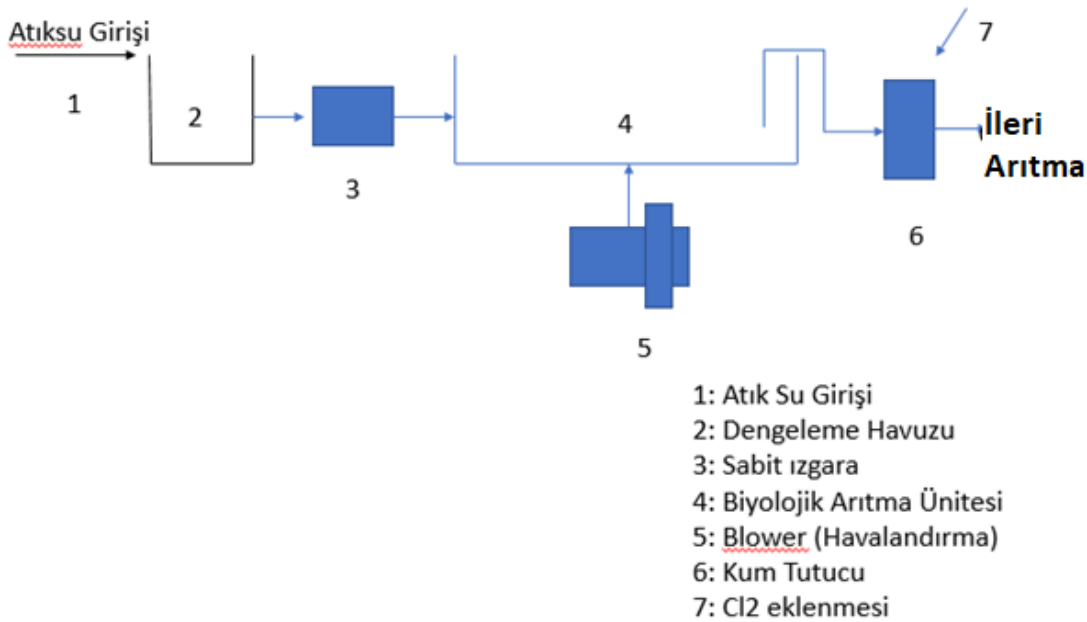 Atıksu Girişi
1
2
3
4
5
6
7
İleri
Arıtma
1: Atık Su Girişi
2: Dengeleme Havuzu
3: Sabit ızgara
4: Biyolojik Arıtma Ünitesi
5: Blower (Havalandırma)
6: Kum Tutucu
7: Cl2 eklenmesi